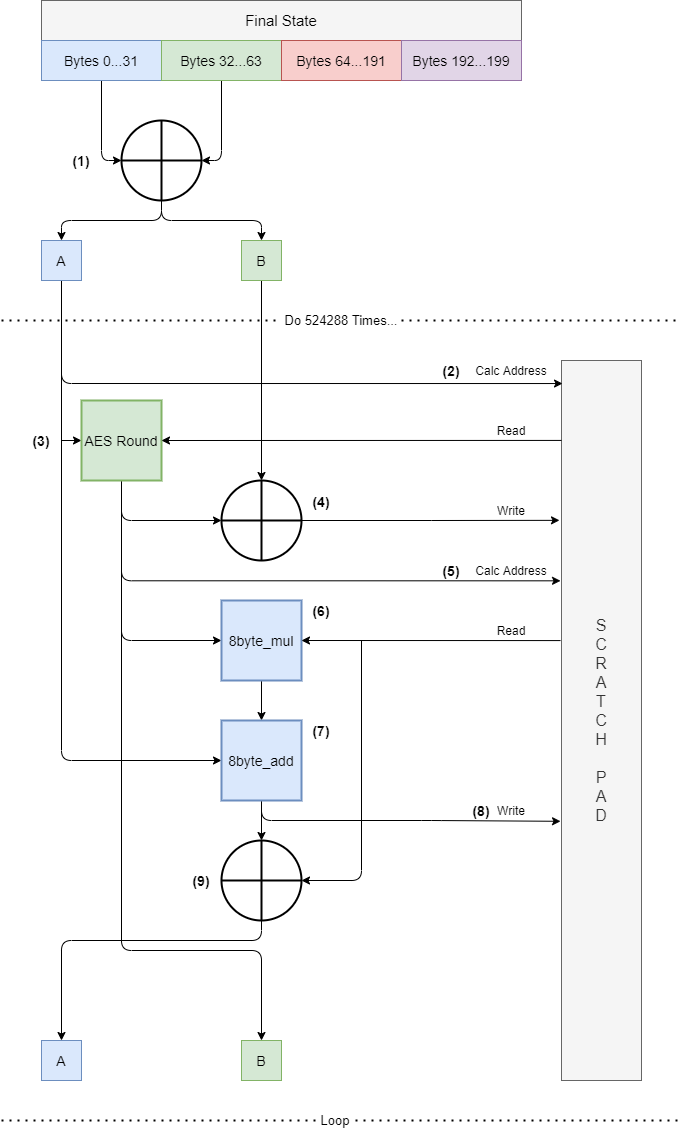 Final State
Bytes 0...31
Bytes 32...63
Bytes 64...191
Bytes 192...199
(1)
A
B
Do 524288 Times...
(2) Calc Address
(3)
AES Round
Read
(4)
Write
(5) Calc Address
(6)
8byte_mul
Read
(7)
8byte_add
(8) Write
(9)
A
B
SCRATCH PAD
Loop